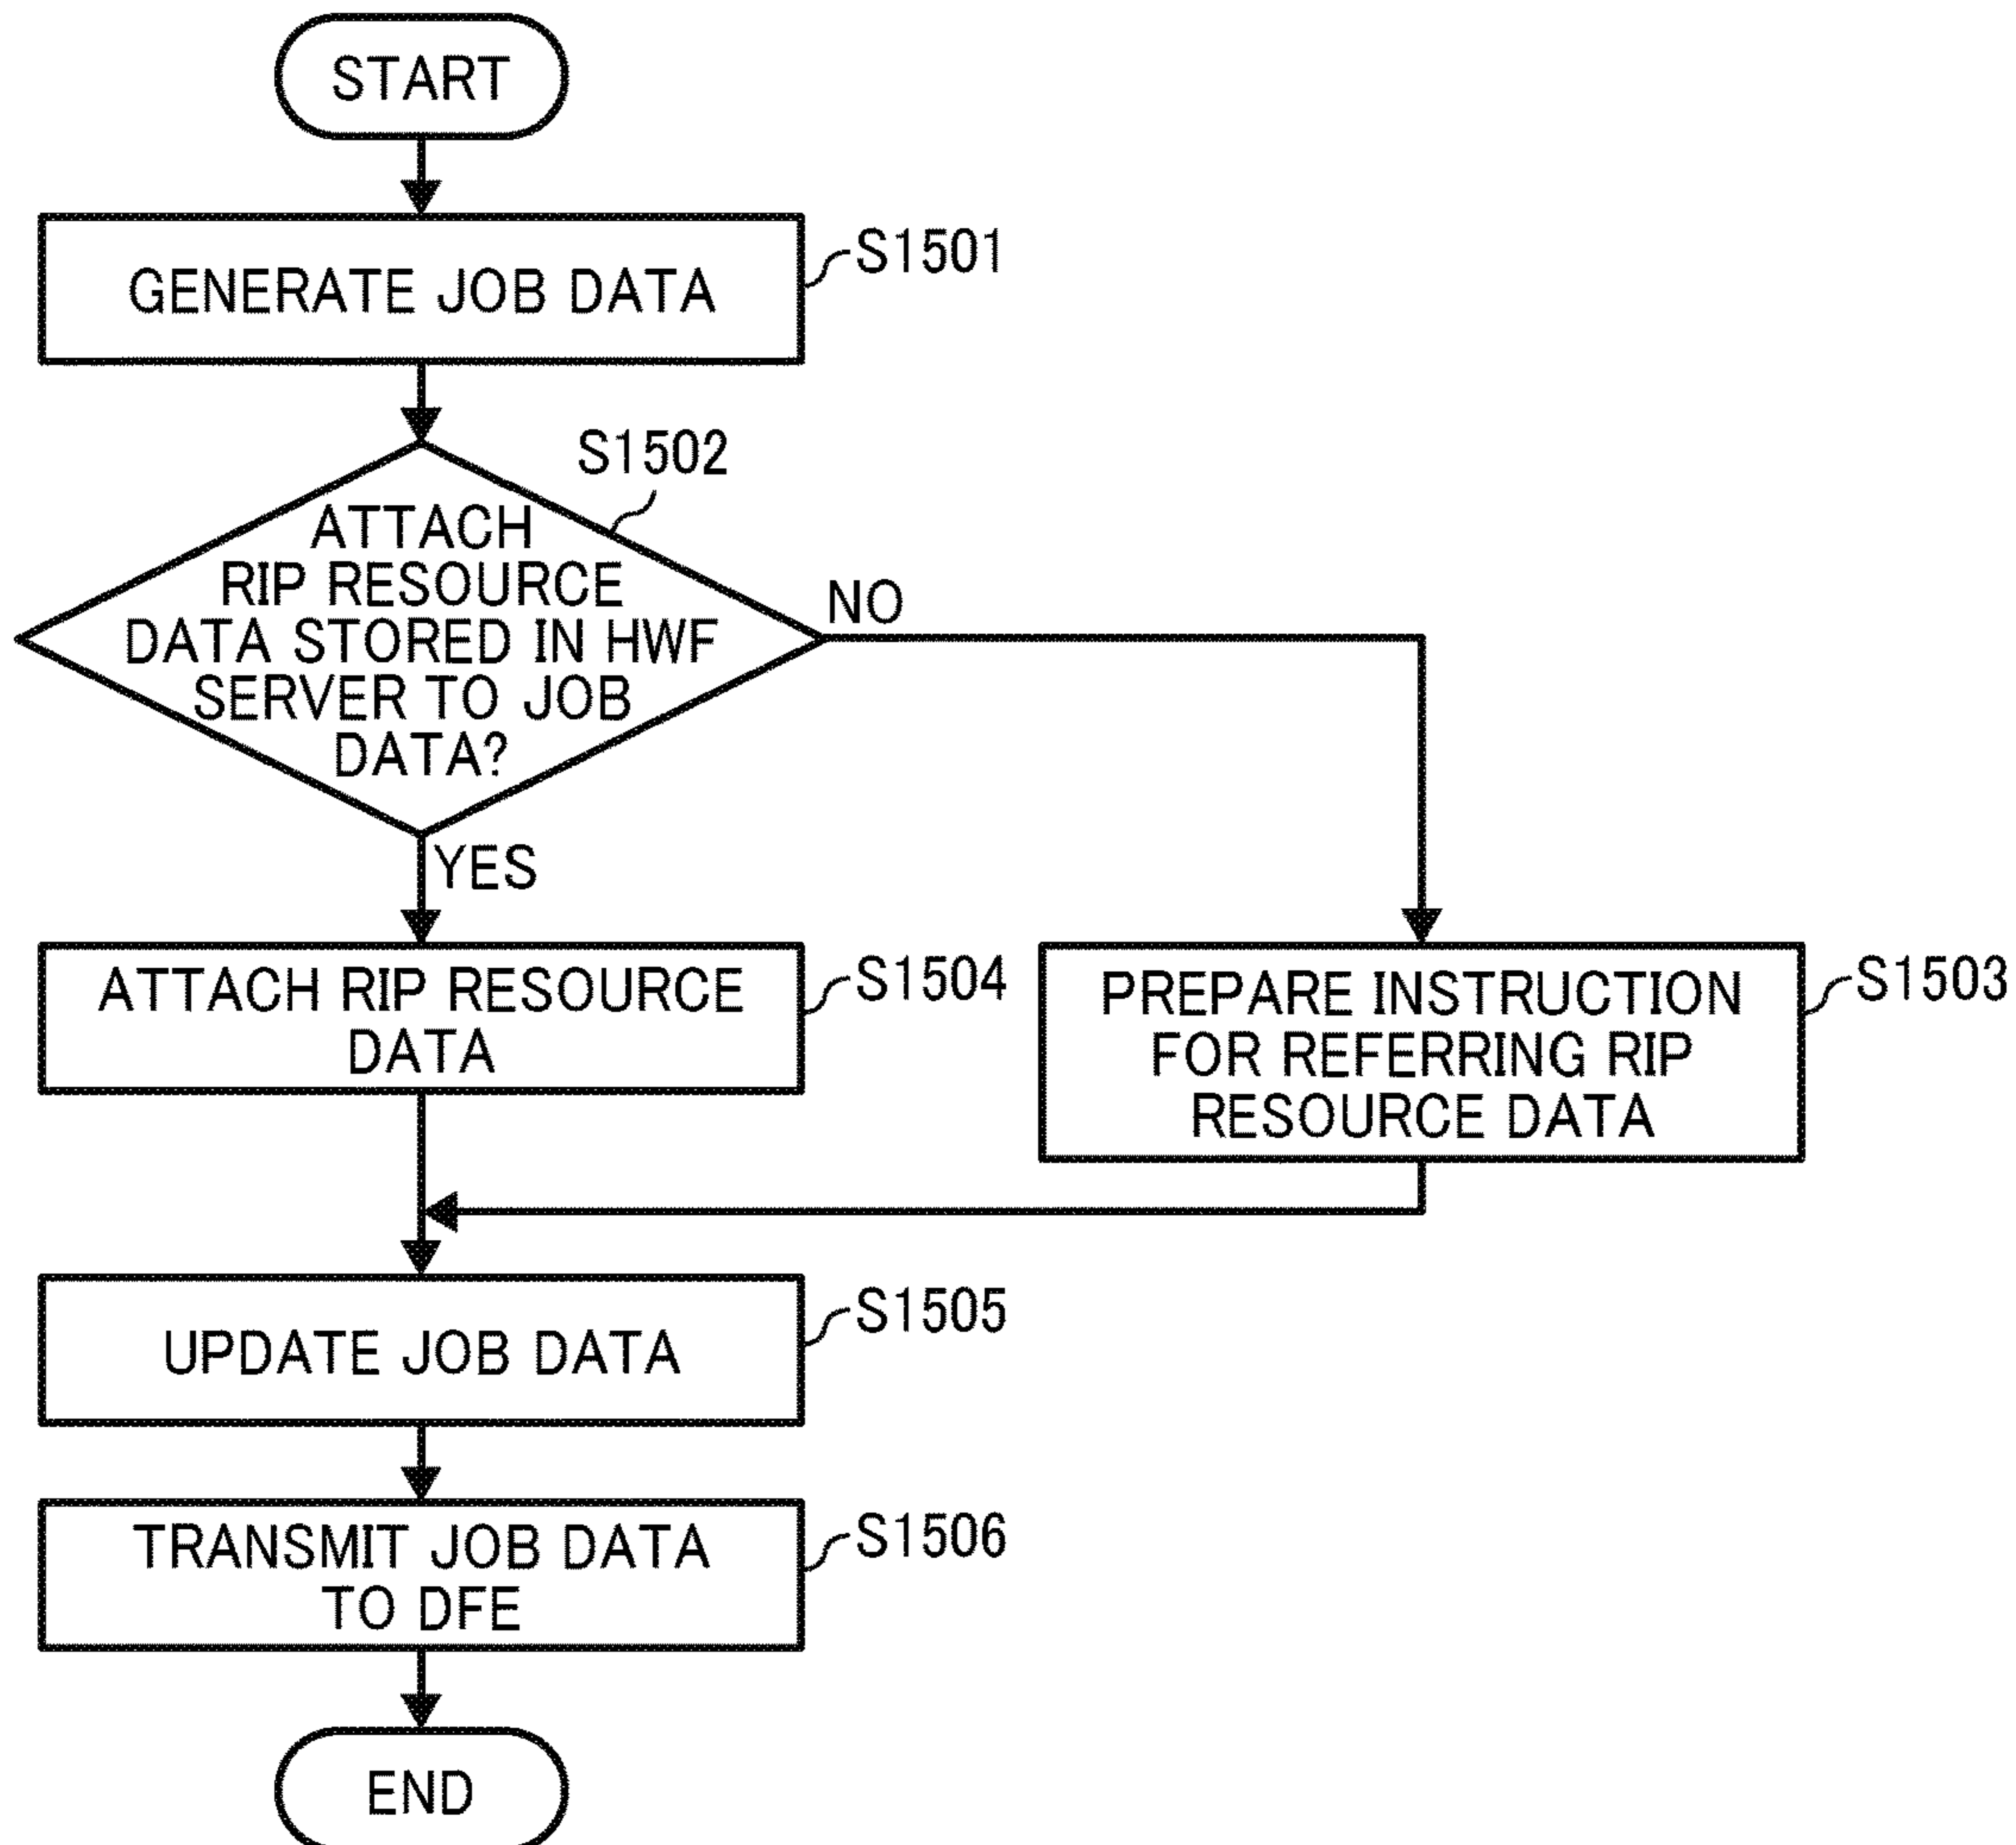 START
GENERATE JOB DATA
S1501
S1502
ATTACH
RIP RESOURCE
DATA STORED IN HWF
SERVER TO JOB
DATA?
NO
YES
ATTACH RIP RESOURCE
DATA
S1504
PREPARE INSTRUCTION
FOR REFERRING RIP
RESOURCE DATA
S1503
UPDATE JOB DATA
S1505
TRANSMIT JOB DATA
TO DFE
S1506
END